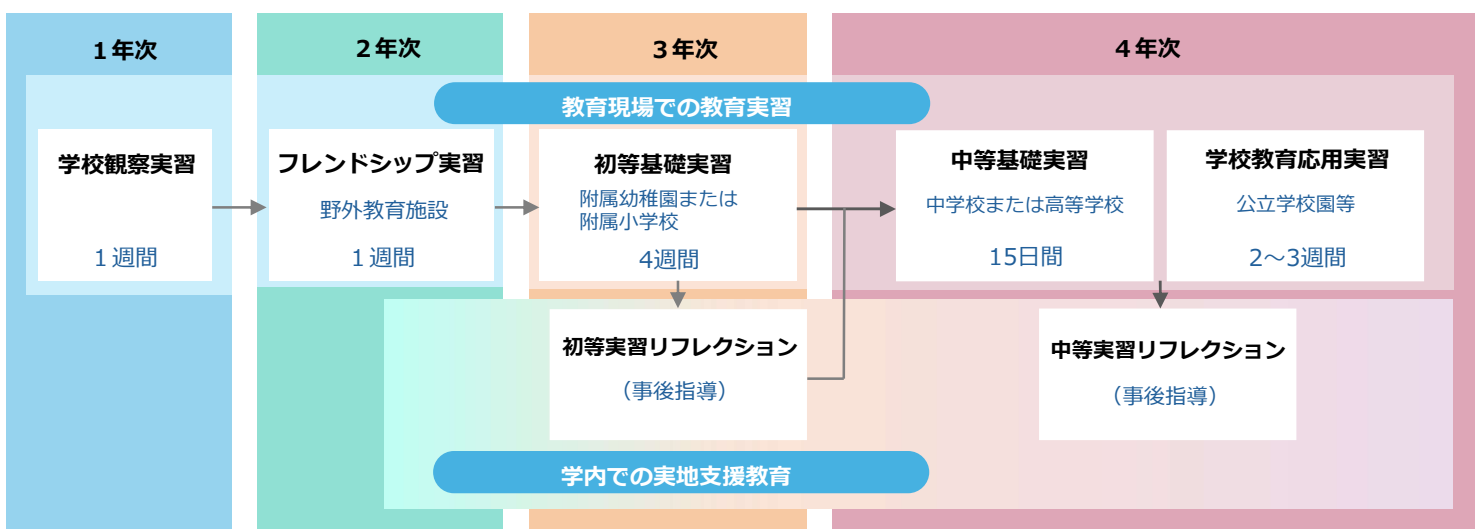 1年次
2年次
3年次
4年次
教育現場での教育実習
学校観察実習
1週間
フレンドシップ実習
野外教育施設
1週間
初等基礎実習
附属幼稚園または
附属小学校
4週間
中等基礎実習
中学校または高等学校
15日間
学校教育応用実習
公立学校園等
2～3週間
初等実習リフレクション
（事後指導）
中等実習リフレクション
（事後指導）
学内での実地支援教育